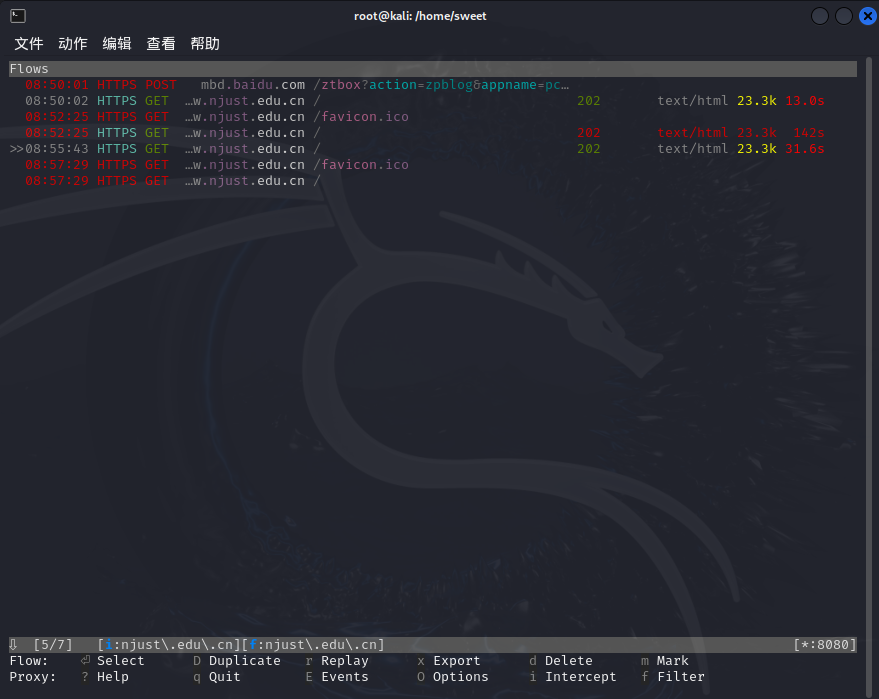 root@kali: /home/sweet
文件 动作 编辑 查看 帮助
Flows
08:50:01 HTTPS POST mbd.baidu.com /ztbox?action=zpblog&appname=pc…
08:50:02 HTTPS GET …w.njust.edu.cn / 202 text/html 23.3k 13.0s
08:52:25 HTTPS GET …w.njust.edu.cn /favicon.ico
08:52:25 HTTPS GET …w.njust.edu.cn / 202 text/html 23.3k 142s
>>08:55:43 HTTPS GET …w.njust.edu.cn / 202 text/html 23.3k 31.6s
08:57:29 HTTPS GET …w.njust.edu.cn /favicon.ico
08:57:29 HTTPS GET …w.njust.edu.cn /
⇩ [5/7] [i:njust\.edu\.cn][f:njust\.edu\.cn] [*:8080]
Flow: ⏎ Select D Duplicate r Replay x Export d Delete m Mark
Proxy: ? Help q Quit E Events O Options i Intercept f Filter